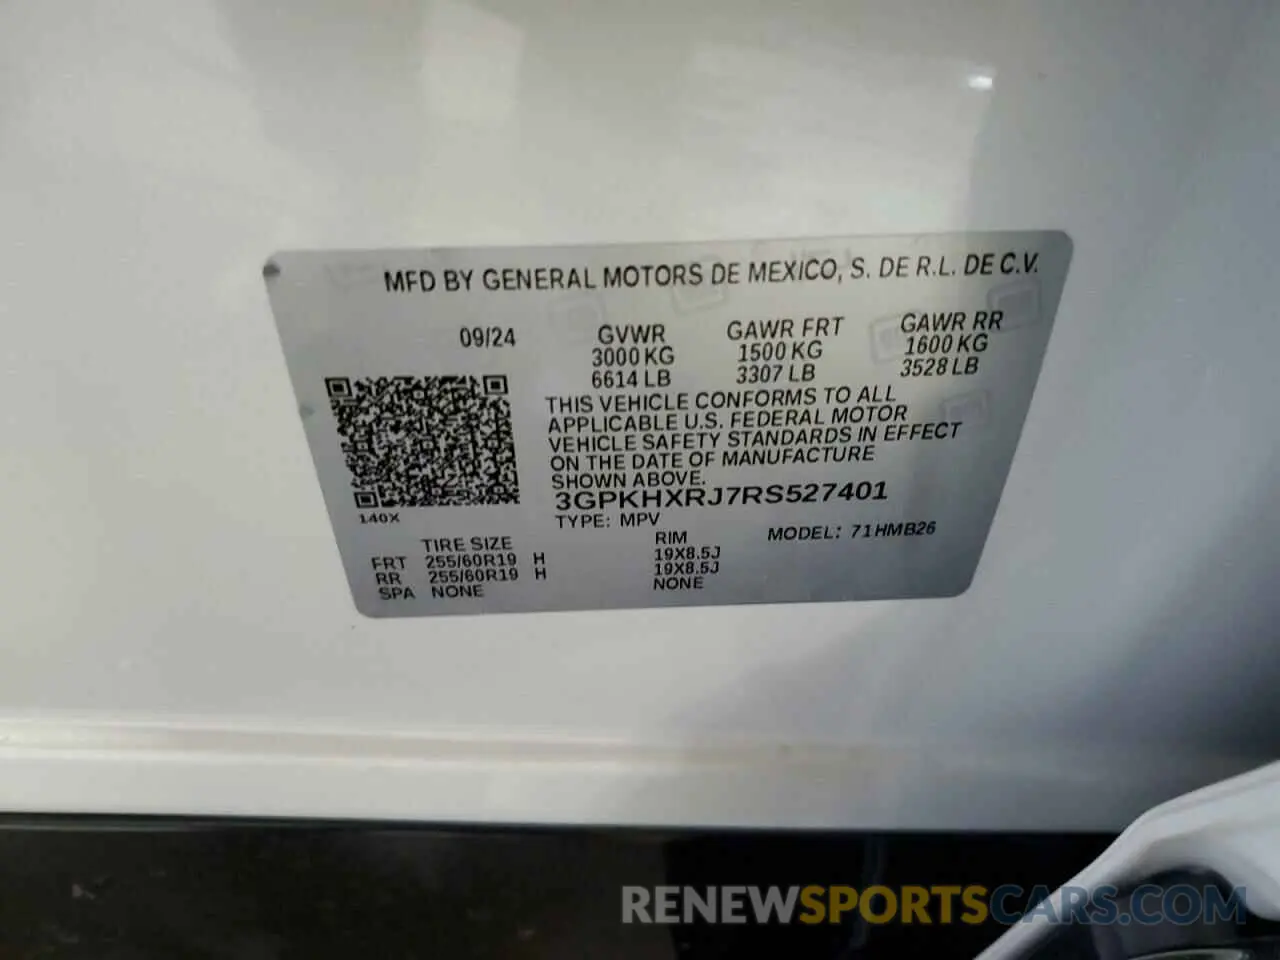 MFD BY GENERAL MOTORS DE MEXICO, S. DE R.L. DE C.V.
09/24 GVWR GAWR FRT GAWR RR
3000 KG 1500 KG 1600 KG
6614 LB 3307 LB 3528 LB
THIS VEHICLE CONFORMS TO ALL
APPLICABLE U.S. FEDERAL MOTOR
VEHICLE SAFETY STANDARDS IN EFFECT
ON THE DATE OF MANUFACTURE
SHOWN ABOVE.
3GPKHXRJ7RS527401
140X
TYPE: MPV MODEL: 71HMB26
TIRE SIZE RIM
FRT 255/60R19 H 19X8.5J
RR 255/60R19 H 19X8.5J
SPA NONE NONE
RENEWSPORTSCARS.COM